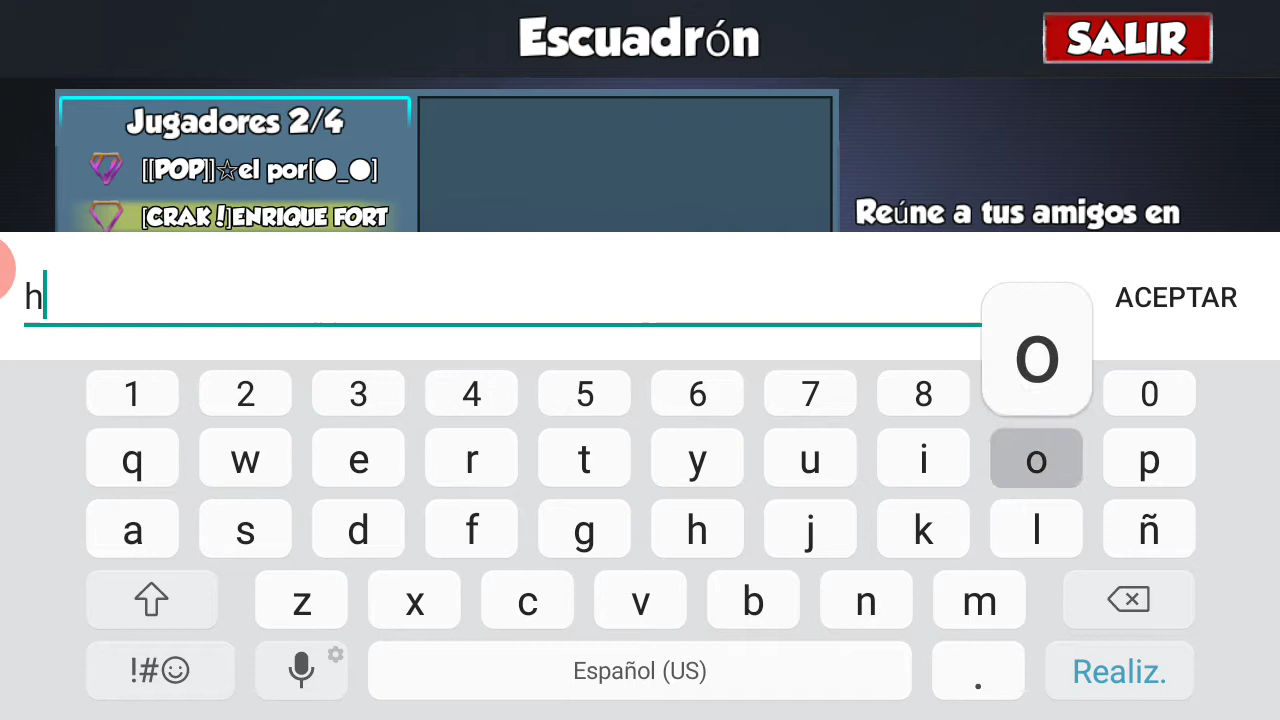 Escuadrón
SALIR
Jugadores 2/4
[[POP]]☆el por[●_●]
[CRAK!]ENRIQUE FORT
Reúne a tus amigos en
h
ACEPTAR
o
1 2 3 4 5 6 7 8 0
q w e r t y u i o p
a s d f g h j k l ñ
z x c v b n m
!#☺
Español (US)
.
Realiz.